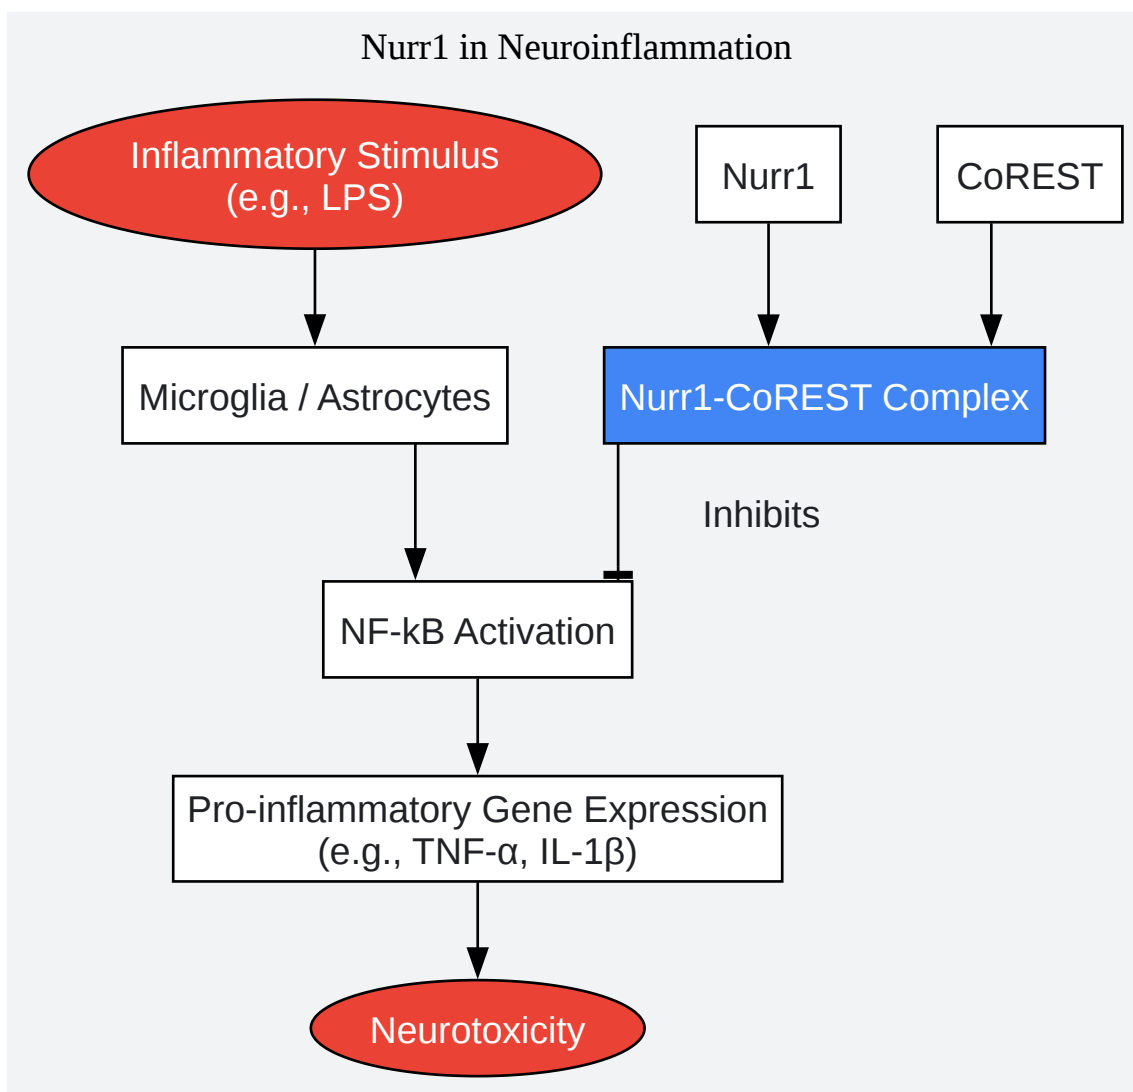 Nurr1 in Neuroinflammation
Inflammatory Stimulus
(e.g., LPS)
Nurr1
CoREST
Microglia / Astrocytes
Nurr1-CoREST Complex
Inhibits
NF-kB Activation
Pro-inflammatory Gene Expression
(e.g., TNF-α, IL-1β)
Neurotoxicity